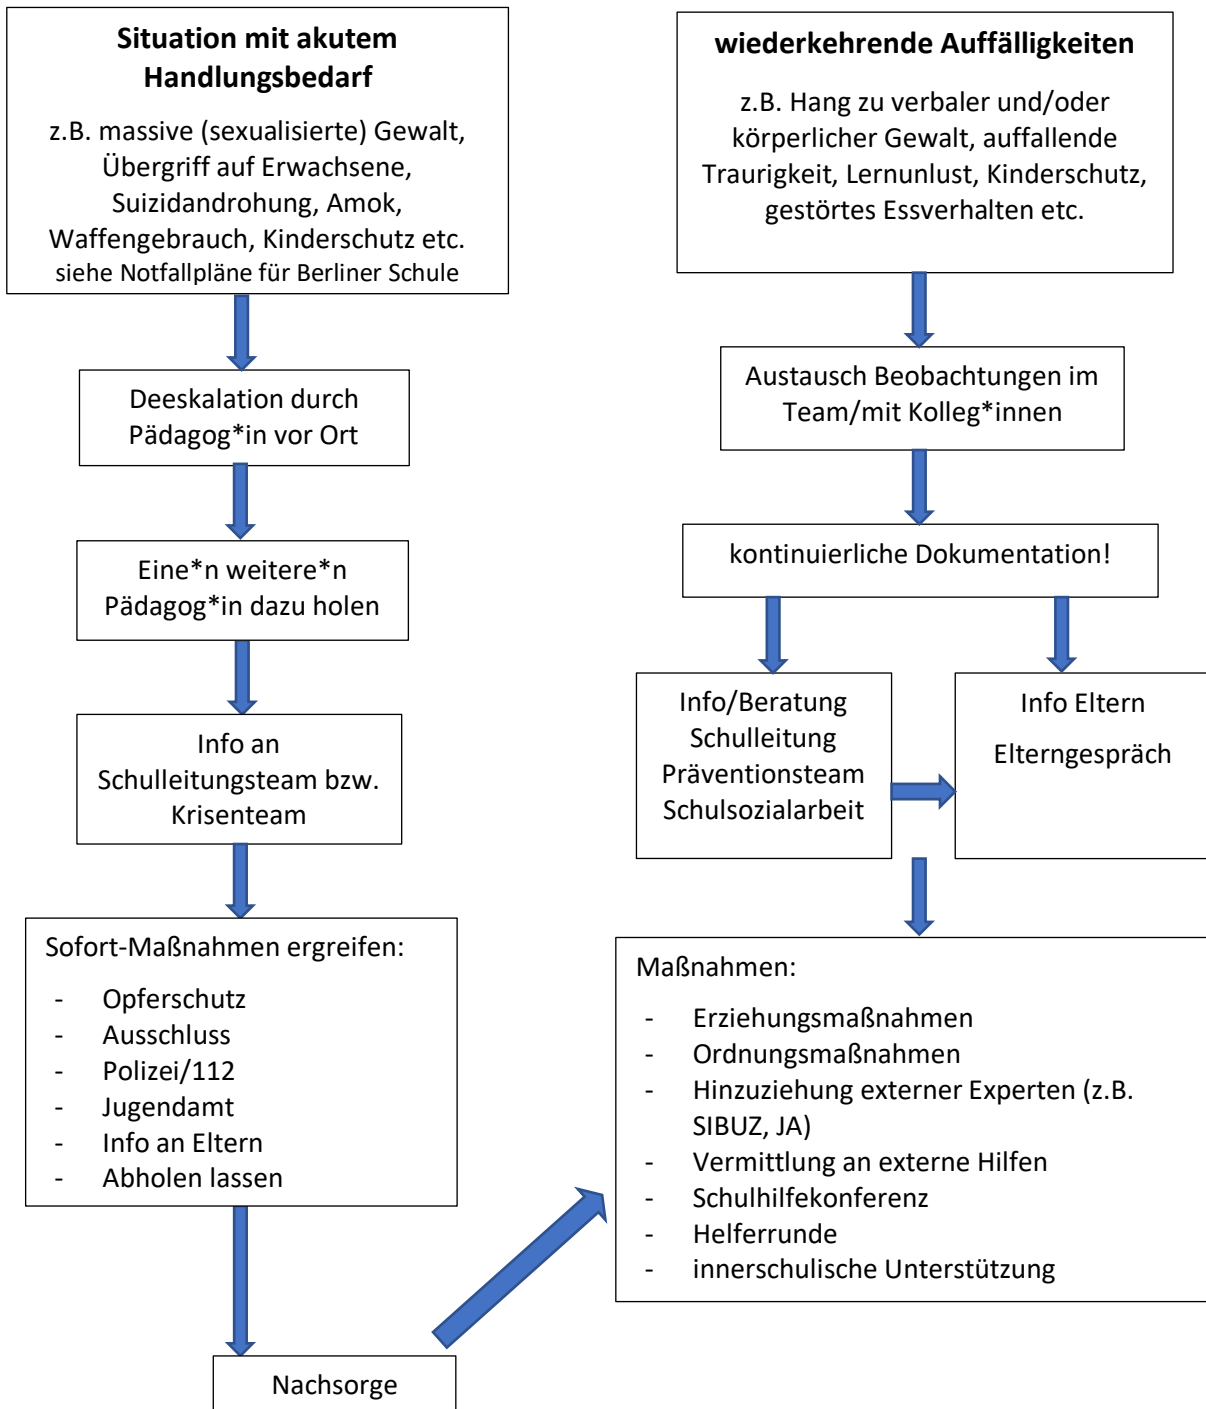 Situation mit akutem
Handlungsbedarf
z.B. massive (sexualisierte) Gewalt,
Übergriff auf Erwachsene,
Suizidandrohung, Amok,
Waffengebrauch, Kinderschutz etc.
siehe Notfallpläne für Berliner Schule
Deeskalation durch
Pädagog*in vor Ort
Eine*n weitere*n
Pädagog*in dazu holen
Info an
Schulleitungsteam bzw.
Krisenteam
Sofort-Maßnahmen ergreifen:
- Opferschutz
- Ausschluss
- Polizei/112
- Jugendamt
- Info an Eltern
- Abholen lassen
Nachsorge
wiederkehrende Auffälligkeiten
z.B. Hang zu verbaler und/oder
körperlicher Gewalt, auffallende
Traurigkeit, Lernunlust, Kinderschutz,
gestörtes Essverhalten etc.
Austausch Beobachtungen im
Team/mit Kolleg*innen
kontinuierliche Dokumentation!
Info/Beratung
Schulleitung
Präventionsteam
Schulsozialarbeit
Info Eltern
Elterngespräch
Maßnahmen:
- Erziehungsmaßnahmen
- Ordnungsmaßnahmen
- Hinzuziehung externer Experten (z.B.
SIBUZ, JA)
- Vermittlung an externe Hilfen
- Schulhilfekonferenz
- Helferrunde
- innerschulische Unterstützung